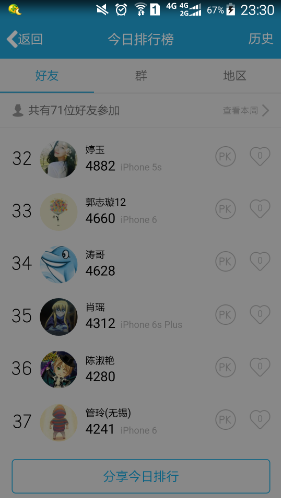 4G 4G 2G 67% 23:30
返回 今日排行榜 历史
好友 群 地区
共有71位好友参加 查看本周
32 婷玉 PK 0
4882 iPhone 5s
33 郭志璇12 PK 0
4660 iPhone 6
34 涛哥 PK 0
4628
35 肖瑶 PK 0
4312 iPhone 6s Plus
36 陈淑艳 PK 0
4280
37 管玲(无锡) PK 0
4241 iPhone 6
分享今日排行